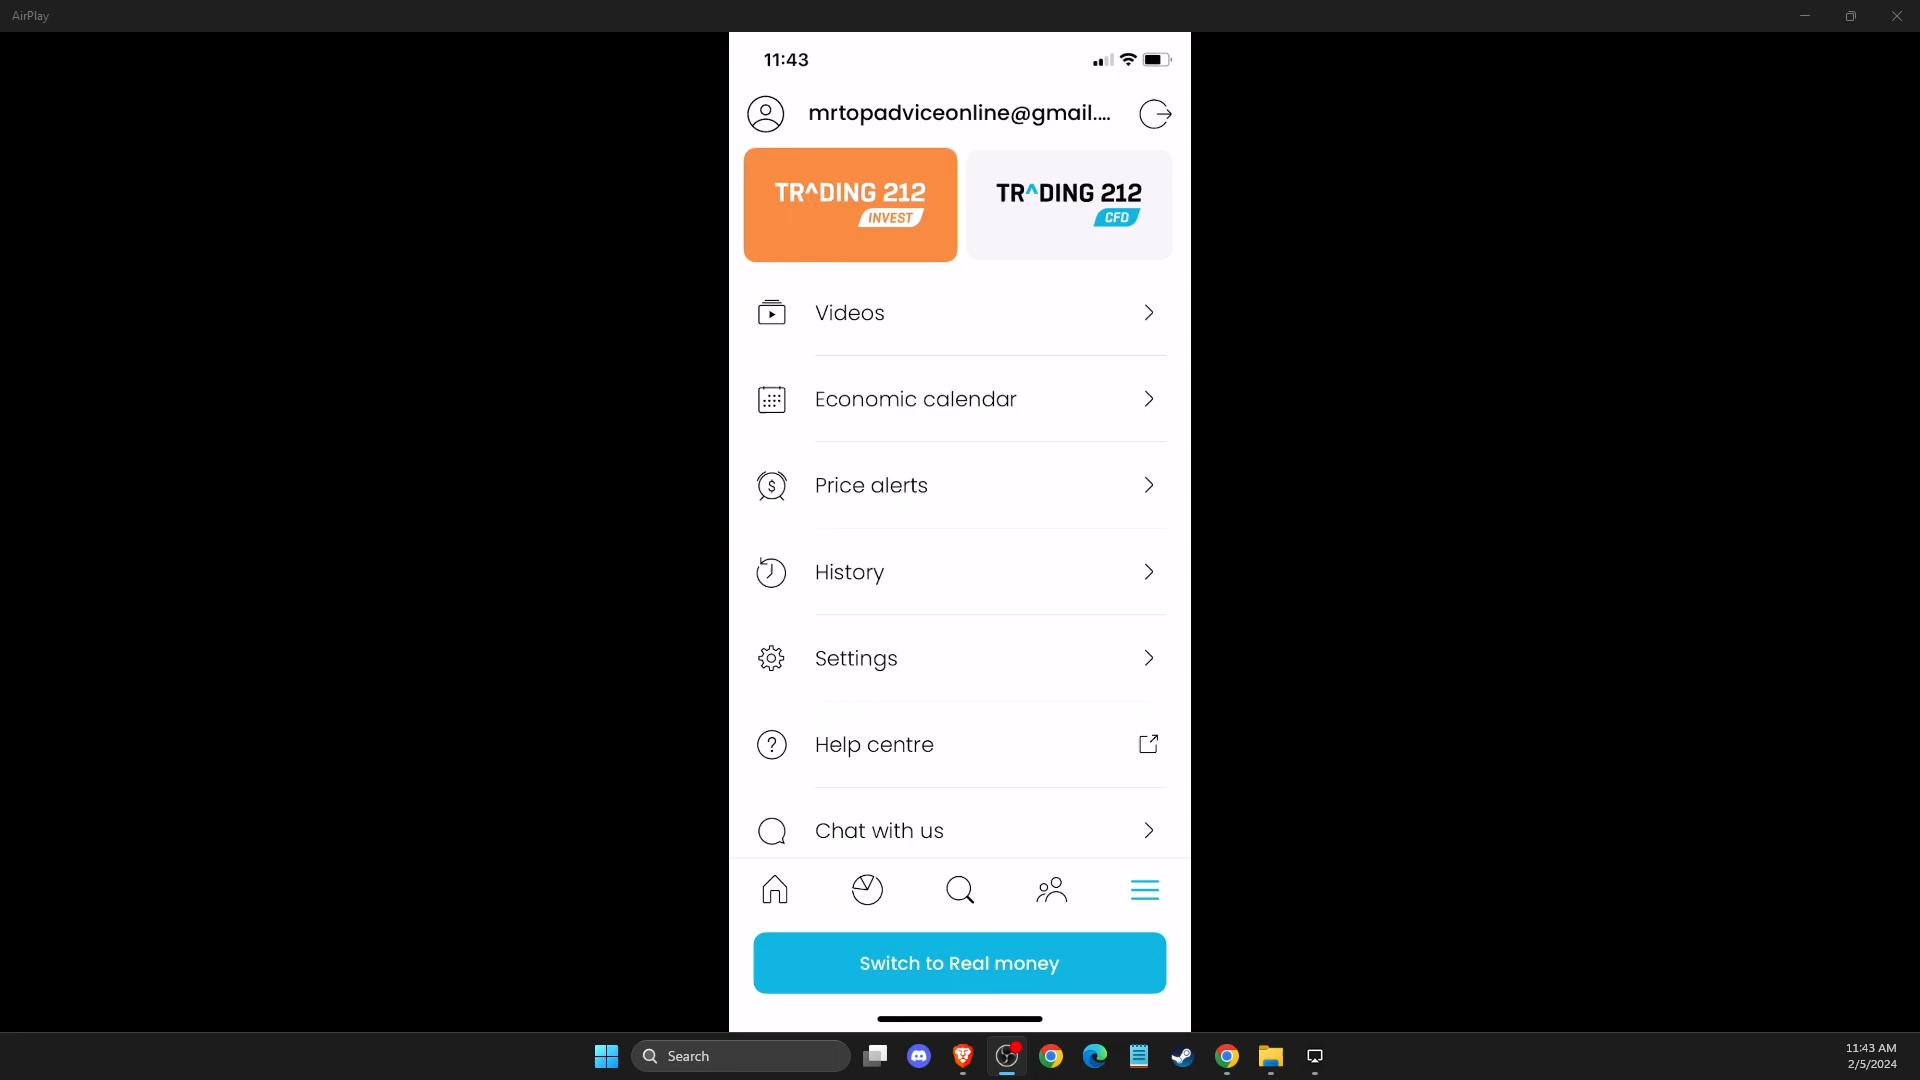 AirPlay
11:43
mrtopadviceonline@gmail....
TR^DING 212
INVEST
TR^DING 212
CFD
Videos
Economic calendar
Price alerts
History
Settings
Help centre
Chat with us
Switch to Real money
Search
11:43 AM
2/5/2024